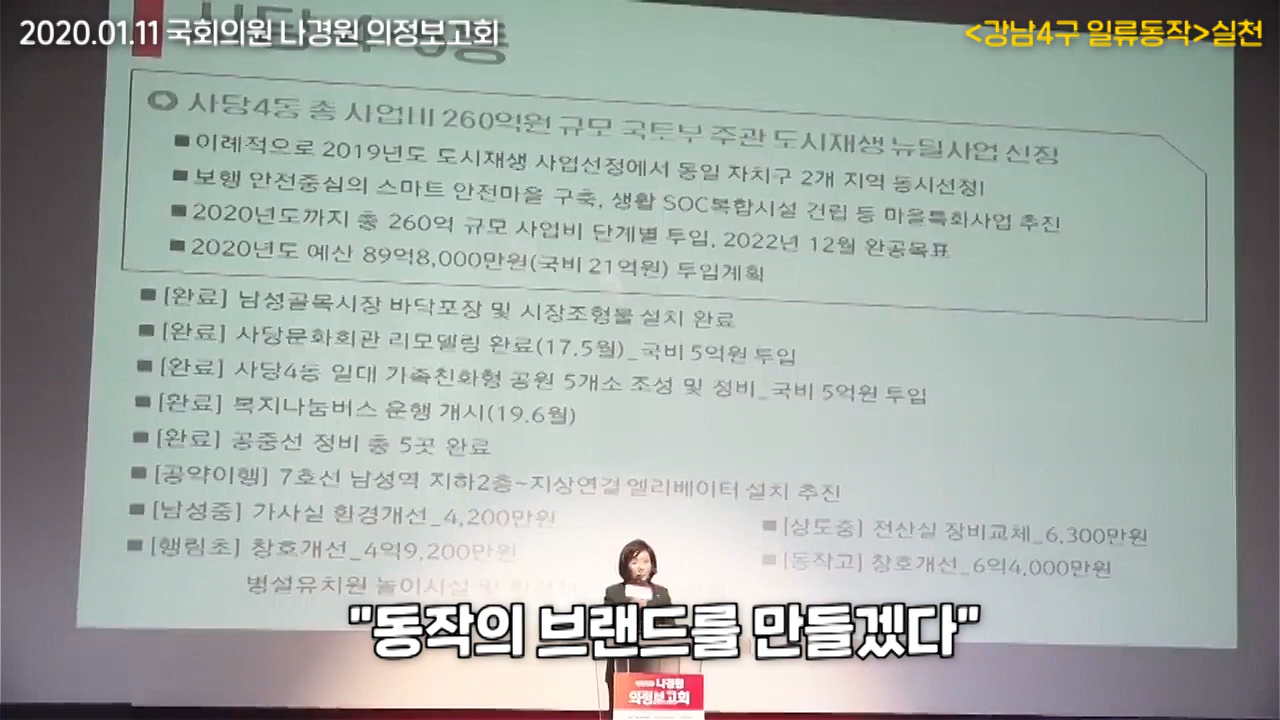 2020.01.11 국회의원 나경원 의정보고회
<강남4구 일류동작>실천
사당4동 총 사업비 260억원 규모 국토부 주관 도시재생 뉴딜사업 선정
이례적으로 2019년도 도시재생 사업선정에서 동일 자치구 2개 지역 동시선정!
보행 안전중심의 스마트 안전마을 구축, 생활 SOC복합시설 건립 등 마을특화사업 추진
2020년도까지 총 260억 규모 사업비 단계별 투입, 2022년 12월 완공목표
2020년도 예산 89억8,000만원(국비 21억원) 투입계획
[완료] 남성골목시장 바닥포장 및 시장조형물 설치 완료
[완료] 사당문화회관 리모델링 완료(17.5월)_국비 5억원 투입
[완료] 사당4동 일대 가족친화형 공원 5개소 조성 및 정비_국비 5억원 투입
[완료] 복지나눔버스 운행 개시(19.6월)
[완료] 공중선 정비 총 5곳 완료
[공약이행] 7호선 남성역 지하2층~지상연결 엘리베이터 설치 추진
[남성중] 가사실 환경개선_4,200만원
[상도중] 전산실 장비교체_6,300만원
[행림초] 창호개선_4억9,200만원
[동작고] 창호개선_6억4,000만원
병설유치원 놀이시설 및
"동작의 브랜드를 만들겠다"
나경원
의정보고회